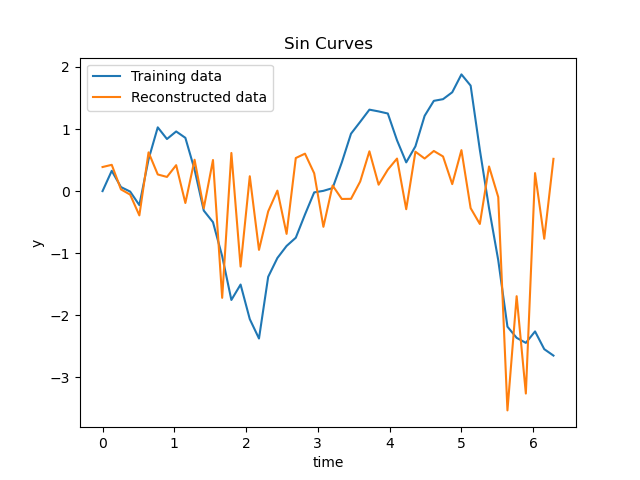 Sin Curves
Training data
Reconstructed data
y
2
1
0
−1
−2
−3
0 1 2 3 4 5 6
time